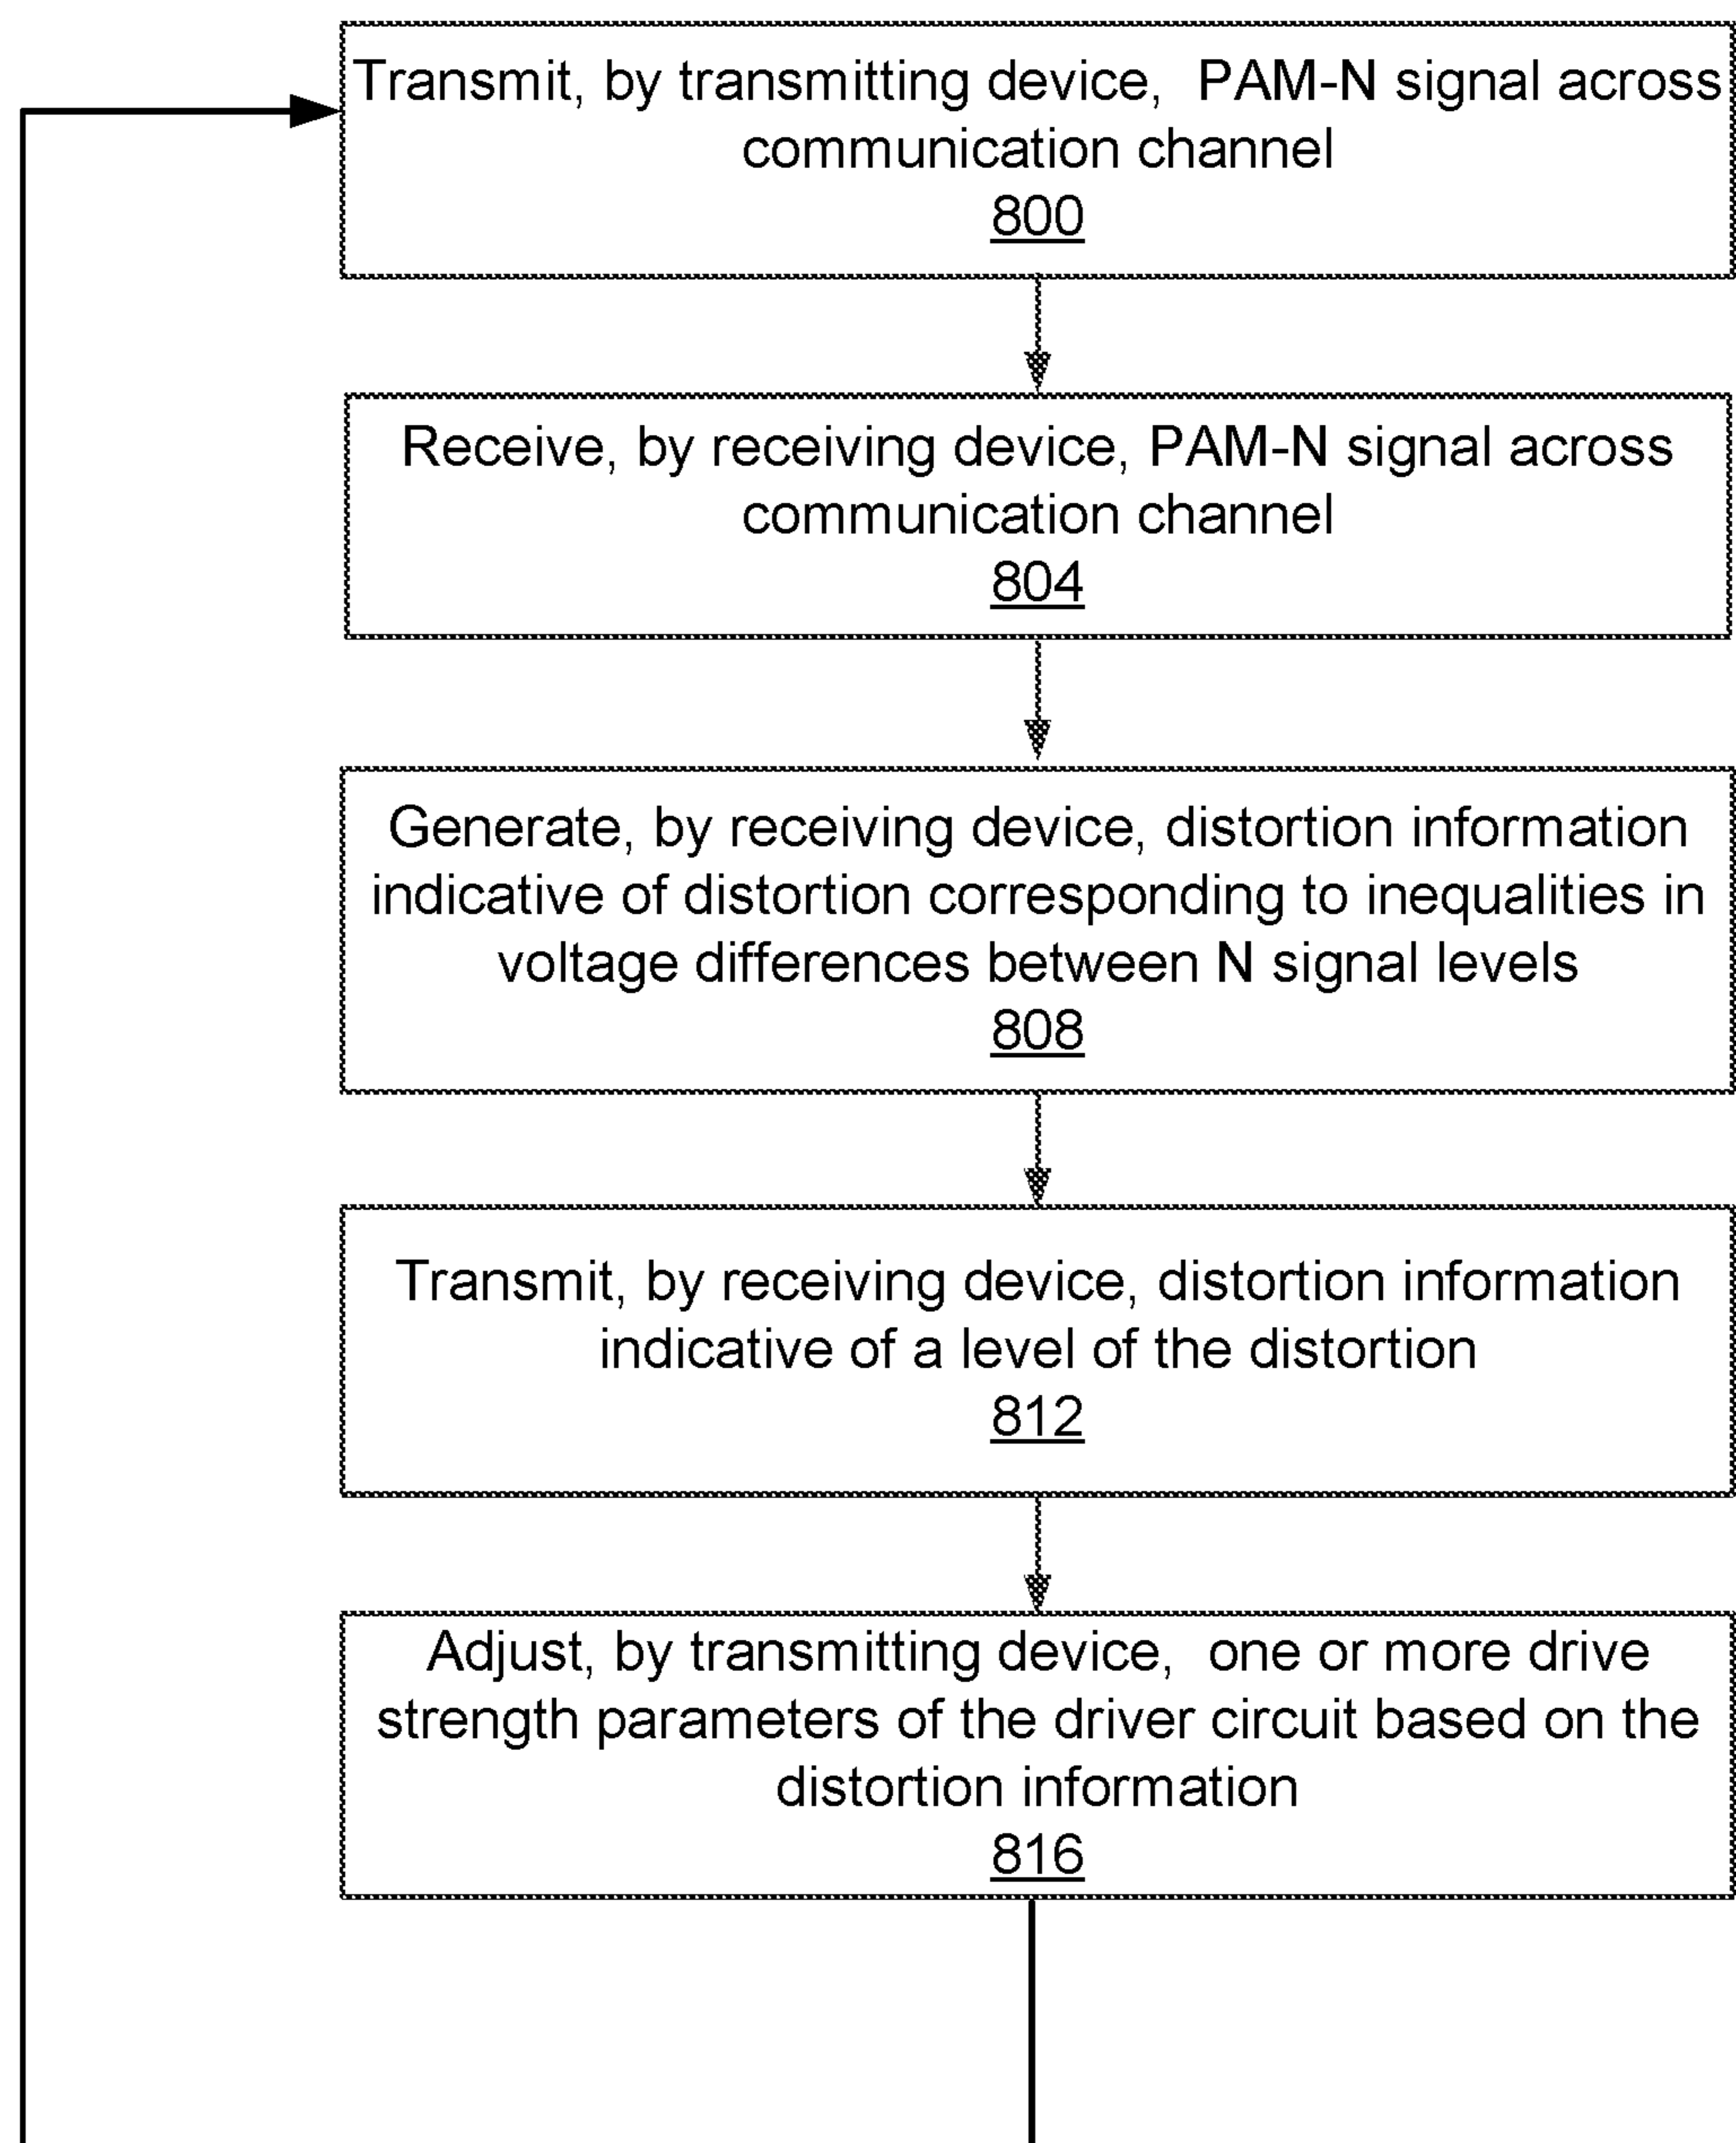 Transmit, by transmitting device, PAM-N signal across
communication channel
800
Receive, by receiving device, PAM-N signal across
communication channel
804
Generate, by receiving device, distortion information
indicative of distortion corresponding to inequalities in
voltage differences between N signal levels
808
Transmit, by receiving device, distortion information
indicative of a level of the distortion
812
Adjust, by transmitting device, one or more drive
strength parameters of the driver circuit based on the
distortion information
816